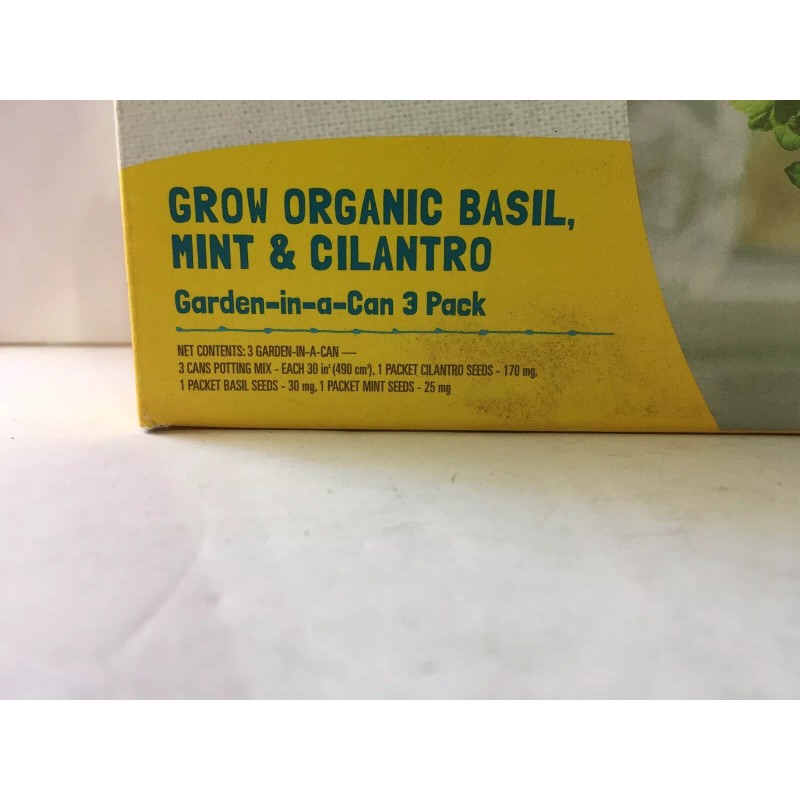 GROW ORGANIC BASIL,
MINT & CILANTRO
Garden-in-a-Can 3 Pack
NET CONTENTS: 3 GARDEN-IN-A-CAN —
3 CANS POTTING MIX - EACH 30 in³ (490 cm³), 1 PACKET CILANTRO SEEDS - 170 mg,
1 PACKET BASIL SEEDS - 30 mg, 1 PACKET MINT SEEDS - 25 mg